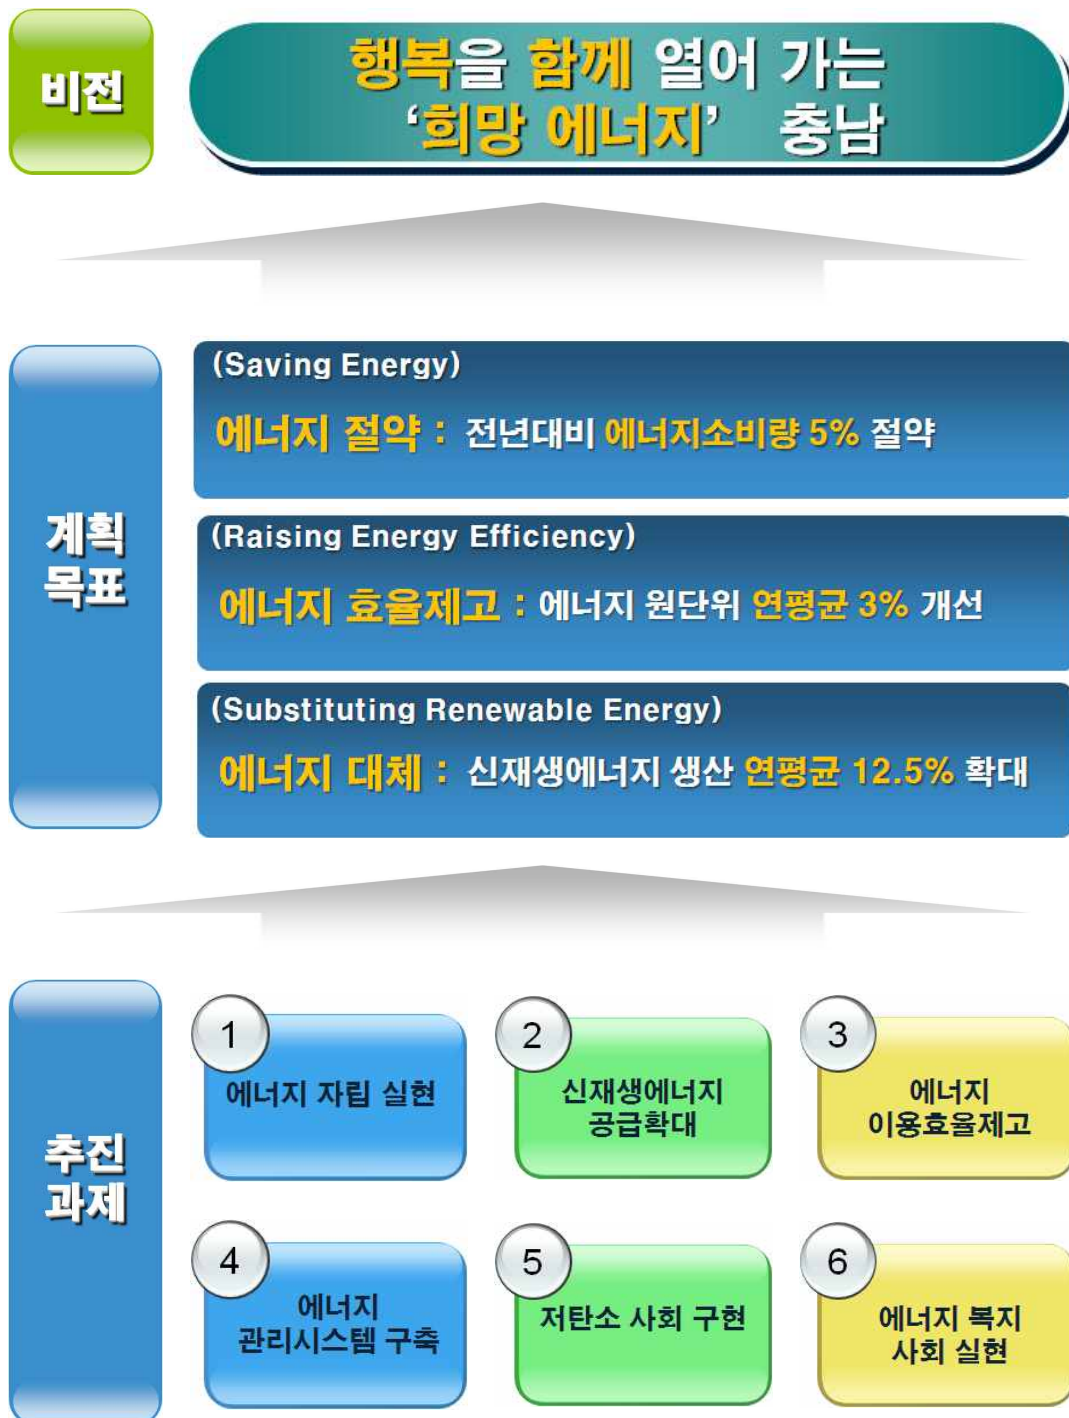 비전
행복을 함께 열어 가는
‘희망 에너지’ 충남
계획
목표
(Saving Energy)
에너지 절약 : 전년대비 에너지소비량 5% 절약
(Raising Energy Efficiency)
에너지 효율제고 : 에너지 원단위 연평균 3% 개선
(Substituting Renewable Energy)
에너지 대체 : 신재생에너지 생산 연평균 12.5% 확대
추진
과제
1
에너지 자립 실현
2
신재생에너지
공급확대
3
에너지
이용효율제고
4
에너지
관리시스템 구축
5
저탄소 사회 구현
6
에너지 복지
사회 실현